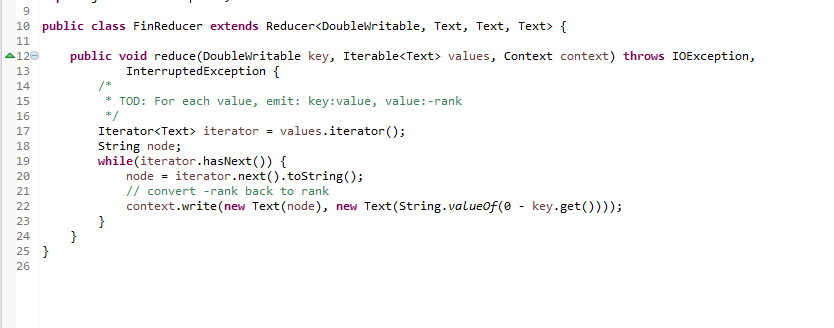 9
10 public class FinReducer extends Reducer<DoubleWritable, Text, Text, Text> {
11
12     public void reduce(DoubleWritable key, Iterable<Text> values, Context context) throws IOException,
13             InterruptedException {
14         /*
15          * TOD: For each value, emit: key:value, value:-rank
16          */
17         Iterator<Text> iterator = values.iterator();
18         String node;
19         while(iterator.hasNext()) {
20             node = iterator.next().toString();
21             // convert -rank back to rank
22             context.write(new Text(node), new Text(String.valueOf(0 - key.get())));
23         }
24     }
25 }
26